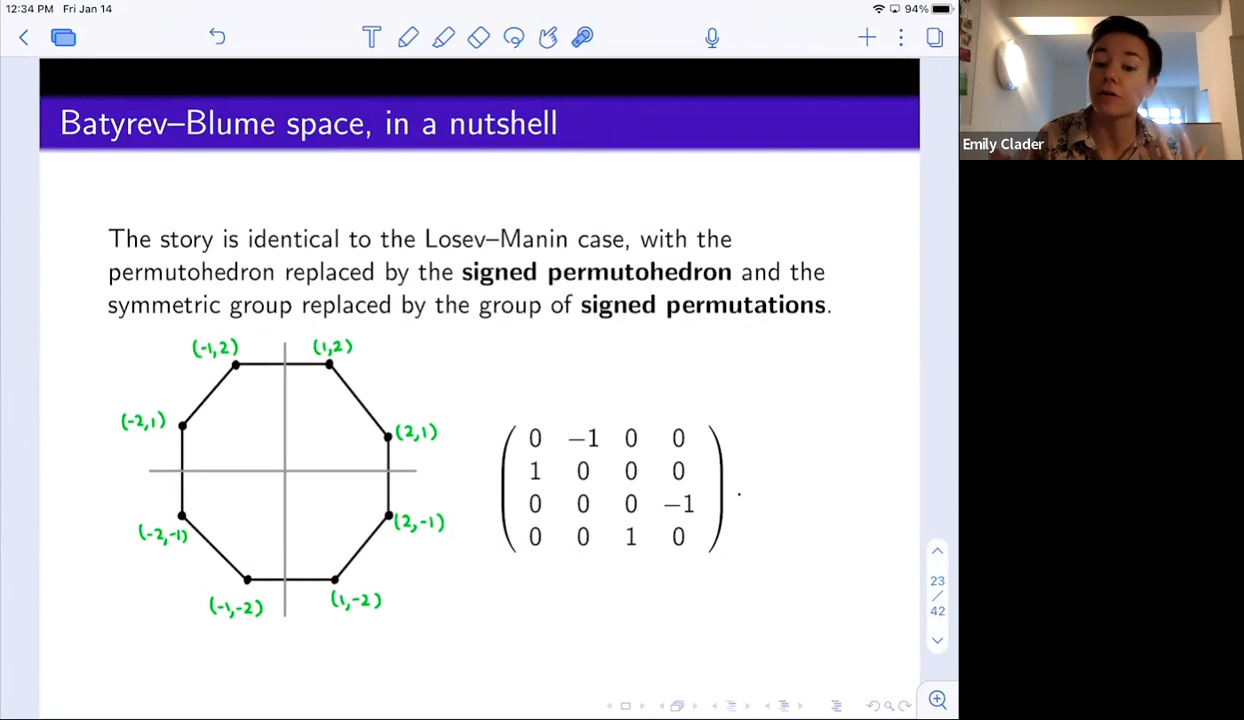 12:34 PM Fri Jan 14
94%
Emily Clader
Batyrev–Blume space, in a nutshell
The story is identical to the Losev–Manin case, with the
permutohedron replaced by the signed permutohedron and the
symmetric group replaced by the group of signed permutations.
(-1,2) (1,2)
(-2,1) (2,1)
(-2,-1) (2,-1)
(-1,-2) (1,-2)
0 −1 0 0
1 0 0 0
0 0 0 −1
0 0 1 0
.
23
/
42